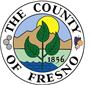 THE COUNTY
1856
OF FRESNO